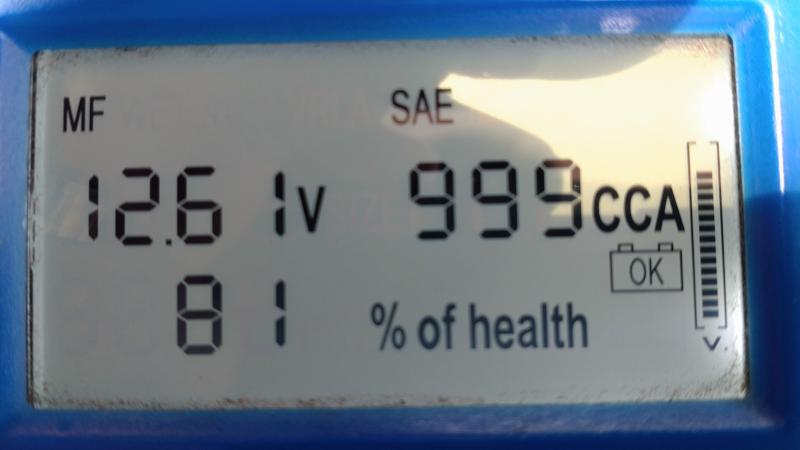 MF SAE
12.61V 999CCA
OK
81 % of health
V.